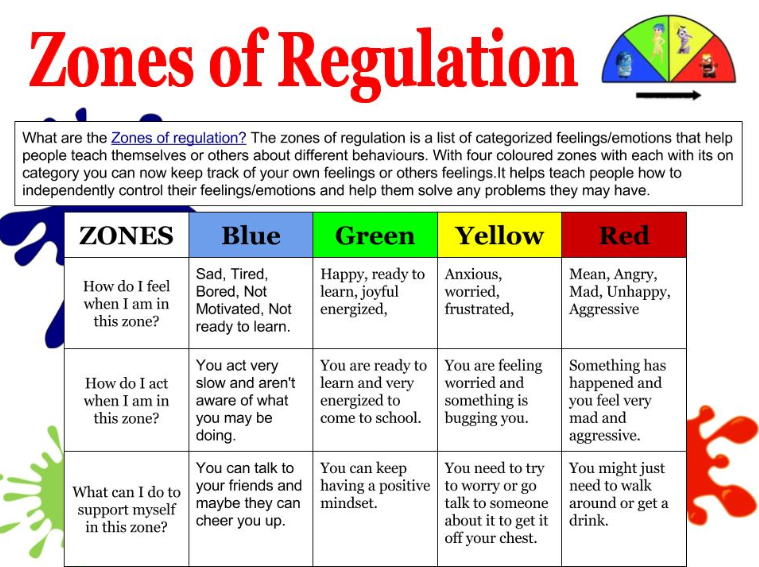 Zones of Regulation
What are the Zones of regulation? The zones of regulation is a list of categorized feelings/emotions that help
people teach themselves or others about different behaviours. With four coloured zones with each with its on
category you can now keep track of your own feelings or others feelings.It helps teach people how to
independently control their feelings/emotions and help them solve any problems they may have.
ZONES
Blue
Green
Yellow
Red
How do I feel
when I am in
this zone?
Sad, Tired,
Bored, Not
Motivated, Not
ready to learn.
Happy, ready to
learn, joyful
energized,
Anxious,
worried,
frustrated,
Mean, Angry,
Mad, Unhappy,
Aggressive
How do I act
when I am in
this zone?
You act very
slow and aren't
aware of what
you may be
doing.
You are ready to
learn and very
energized to
come to school.
You are feeling
worried and
something is
bugging you.
Something has
happened and
you feel very
mad and
aggressive.
What can I do to
support myself
in this zone?
You can talk to
your friends and
maybe they can
cheer you up.
You can keep
having a positive
mindset.
You need to try
to worry or go
talk to someone
about it to get it
off your chest.
You might just
need to walk
around or get a
drink.